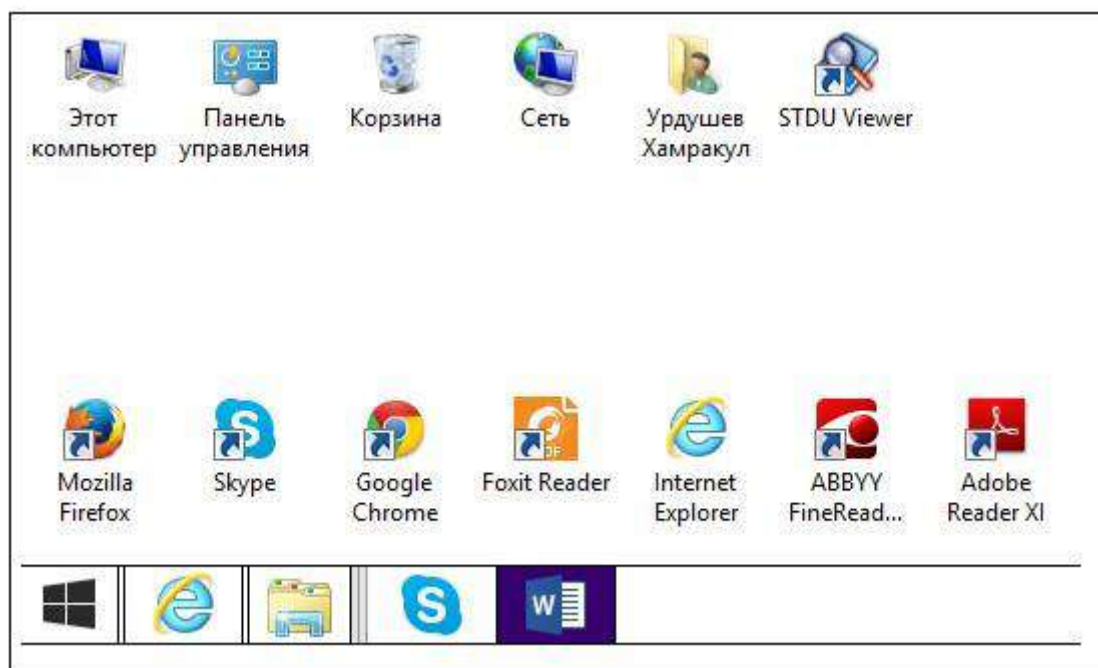 Этот
компьютер
Панель
управления
Корзина
Сеть
Урдушев
Хамракул
STDU Viewer
Mozilla
Firefox
Skype
Google
Chrome
Foxit Reader
Internet
Explorer
ABBYY
FineRead...
Adobe
Reader XI